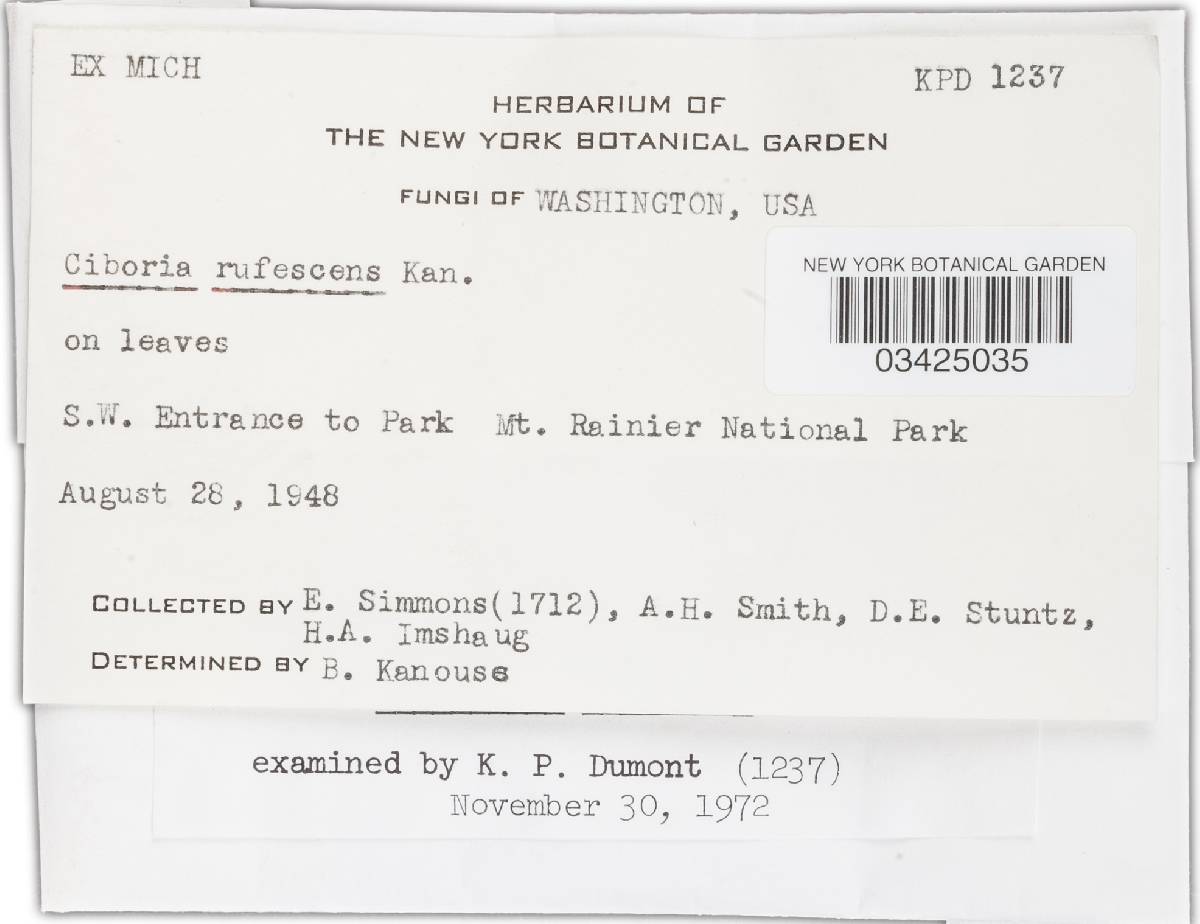 EX MICH
KPD 1237
HERBARIUM OF
THE NEW YORK BOTANICAL GARDEN
FUNGI OF WASHINGTON, USA
NEW YORK BOTANICAL GARDEN
03425035
Ciboria rufescens Kan.
on leaves
S.W. Entrance to Park Mt. Rainier National Park
August 28, 1948
COLLECTED BY E. Simmons(1712), A.H. Smith, D.E. Stuntz,
H.A. Imshaug
DETERMINED BY B. Kanouse
examined by K. P. Dumont (1237)
November 30, 1972